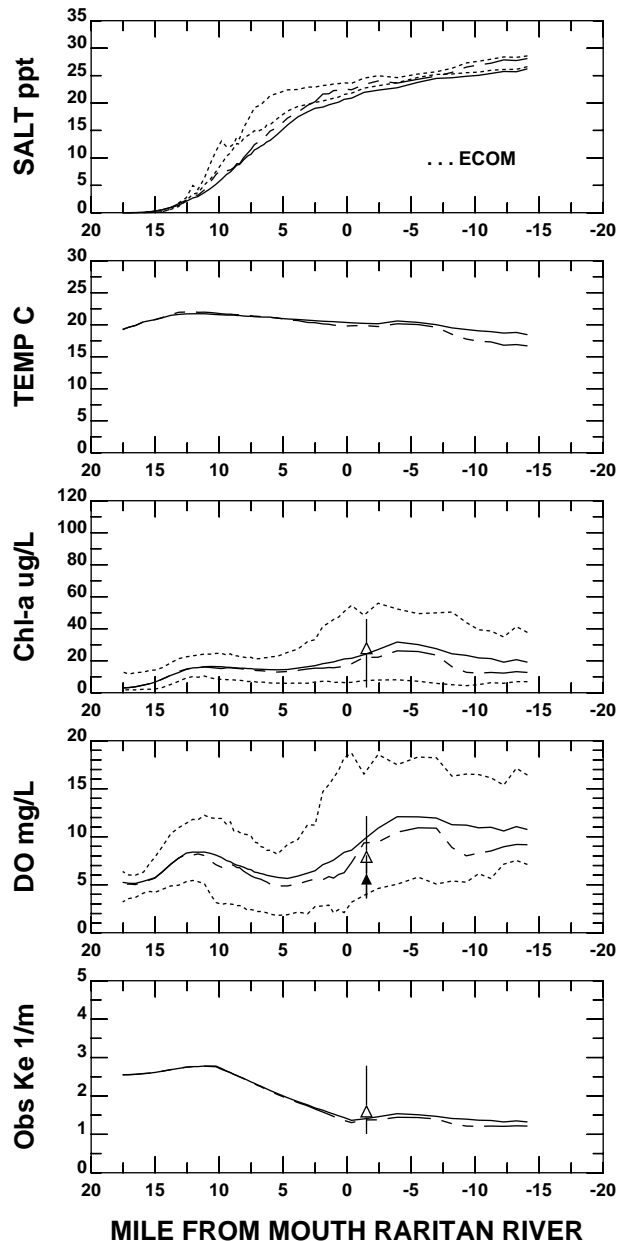 SALT ppt
35
30
25
20
15
10
5
0
. . . ECOM
20 15 10 5 0 -5 -10 -15 -20
TEMP C
30
25
20
15
10
5
0
20 15 10 5 0 -5 -10 -15 -20
Chl-a ug/L
120
100
80
60
40
20
0
20 15 10 5 0 -5 -10 -15 -20
DO mg/L
20
15
10
5
0
20 15 10 5 0 -5 -10 -15 -20
Obs Ke 1/m
5
4
3
2
1
0
20 15 10 5 0 -5 -10 -15 -20
MILE FROM MOUTH RARITAN RIVER